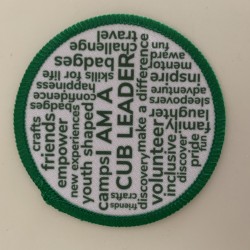 travel
challenge
badges
skills for life
happiness
confidence
badges
crafts
friends
empower
new experiences
youth shaped
camps
I AM A
CUB LEADER
discovery
make a difference
friends
crafts
volunteer
inclusive
discover
pride
fun
family
laughter
sleepovers
adventure
inspire
mentor
award
fun